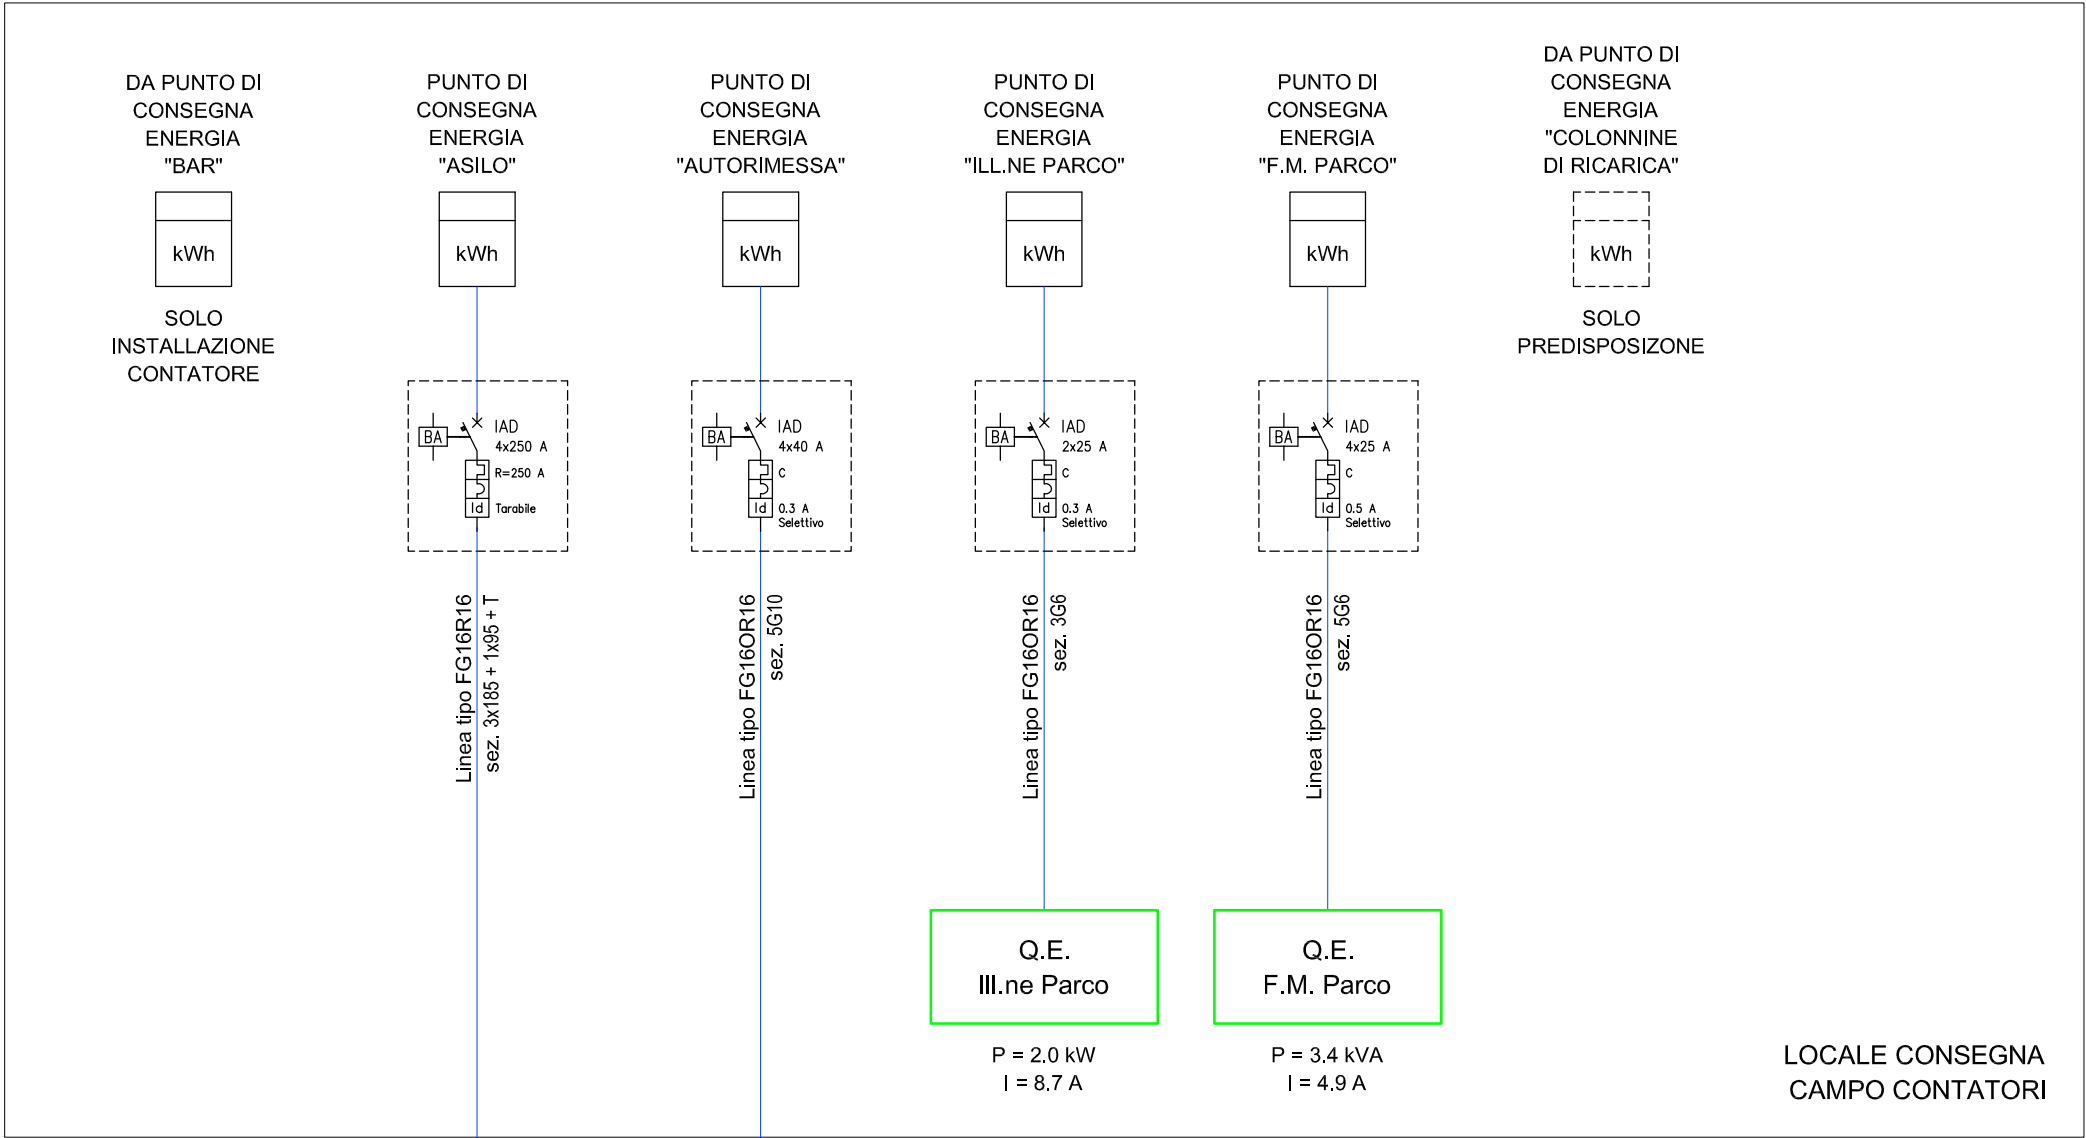 DA PUNTO DI
CONSEGNA
ENERGIA
"BAR"
kWh
SOLO
INSTALLAZIONE
CONTATORE
PUNTO DI
CONSEGNA
ENERGIA
"ASILO"
kWh
BA
IAD
4x250 A
R=250 A
Id
Tarabile
Linea tipo FG16R16
sez. 3x185 + 1x95 + T
PUNTO DI
CONSEGNA
ENERGIA
"AUTORIMESSA"
kWh
BA
IAD
4x40 A
C
Id
0.3 A
Selettivo
Linea tipo FG16OR16
sez. 5G10
PUNTO DI
CONSEGNA
ENERGIA
"ILL.NE PARCO"
kWh
BA
IAD
2x25 A
C
Id
0.3 A
Selettivo
Linea tipo FG16OR16
sez. 3G6
Q.E.
Ill.ne Parco
P = 2.0 kW
I = 8.7 A
PUNTO DI
CONSEGNA
ENERGIA
"F.M. PARCO"
kWh
BA
IAD
4x25 A
C
Id
0.5 A
Selettivo
Linea tipo FG16OR16
sez. 5G6
Q.E.
F.M. Parco
P = 3.4 kVA
I = 4.9 A
DA PUNTO DI
CONSEGNA
ENERGIA
"COLONNINE
DI RICARICA"
kWh
SOLO
PREDISPOSIZONE
LOCALE CONSEGNA
CAMPO CONTATORI